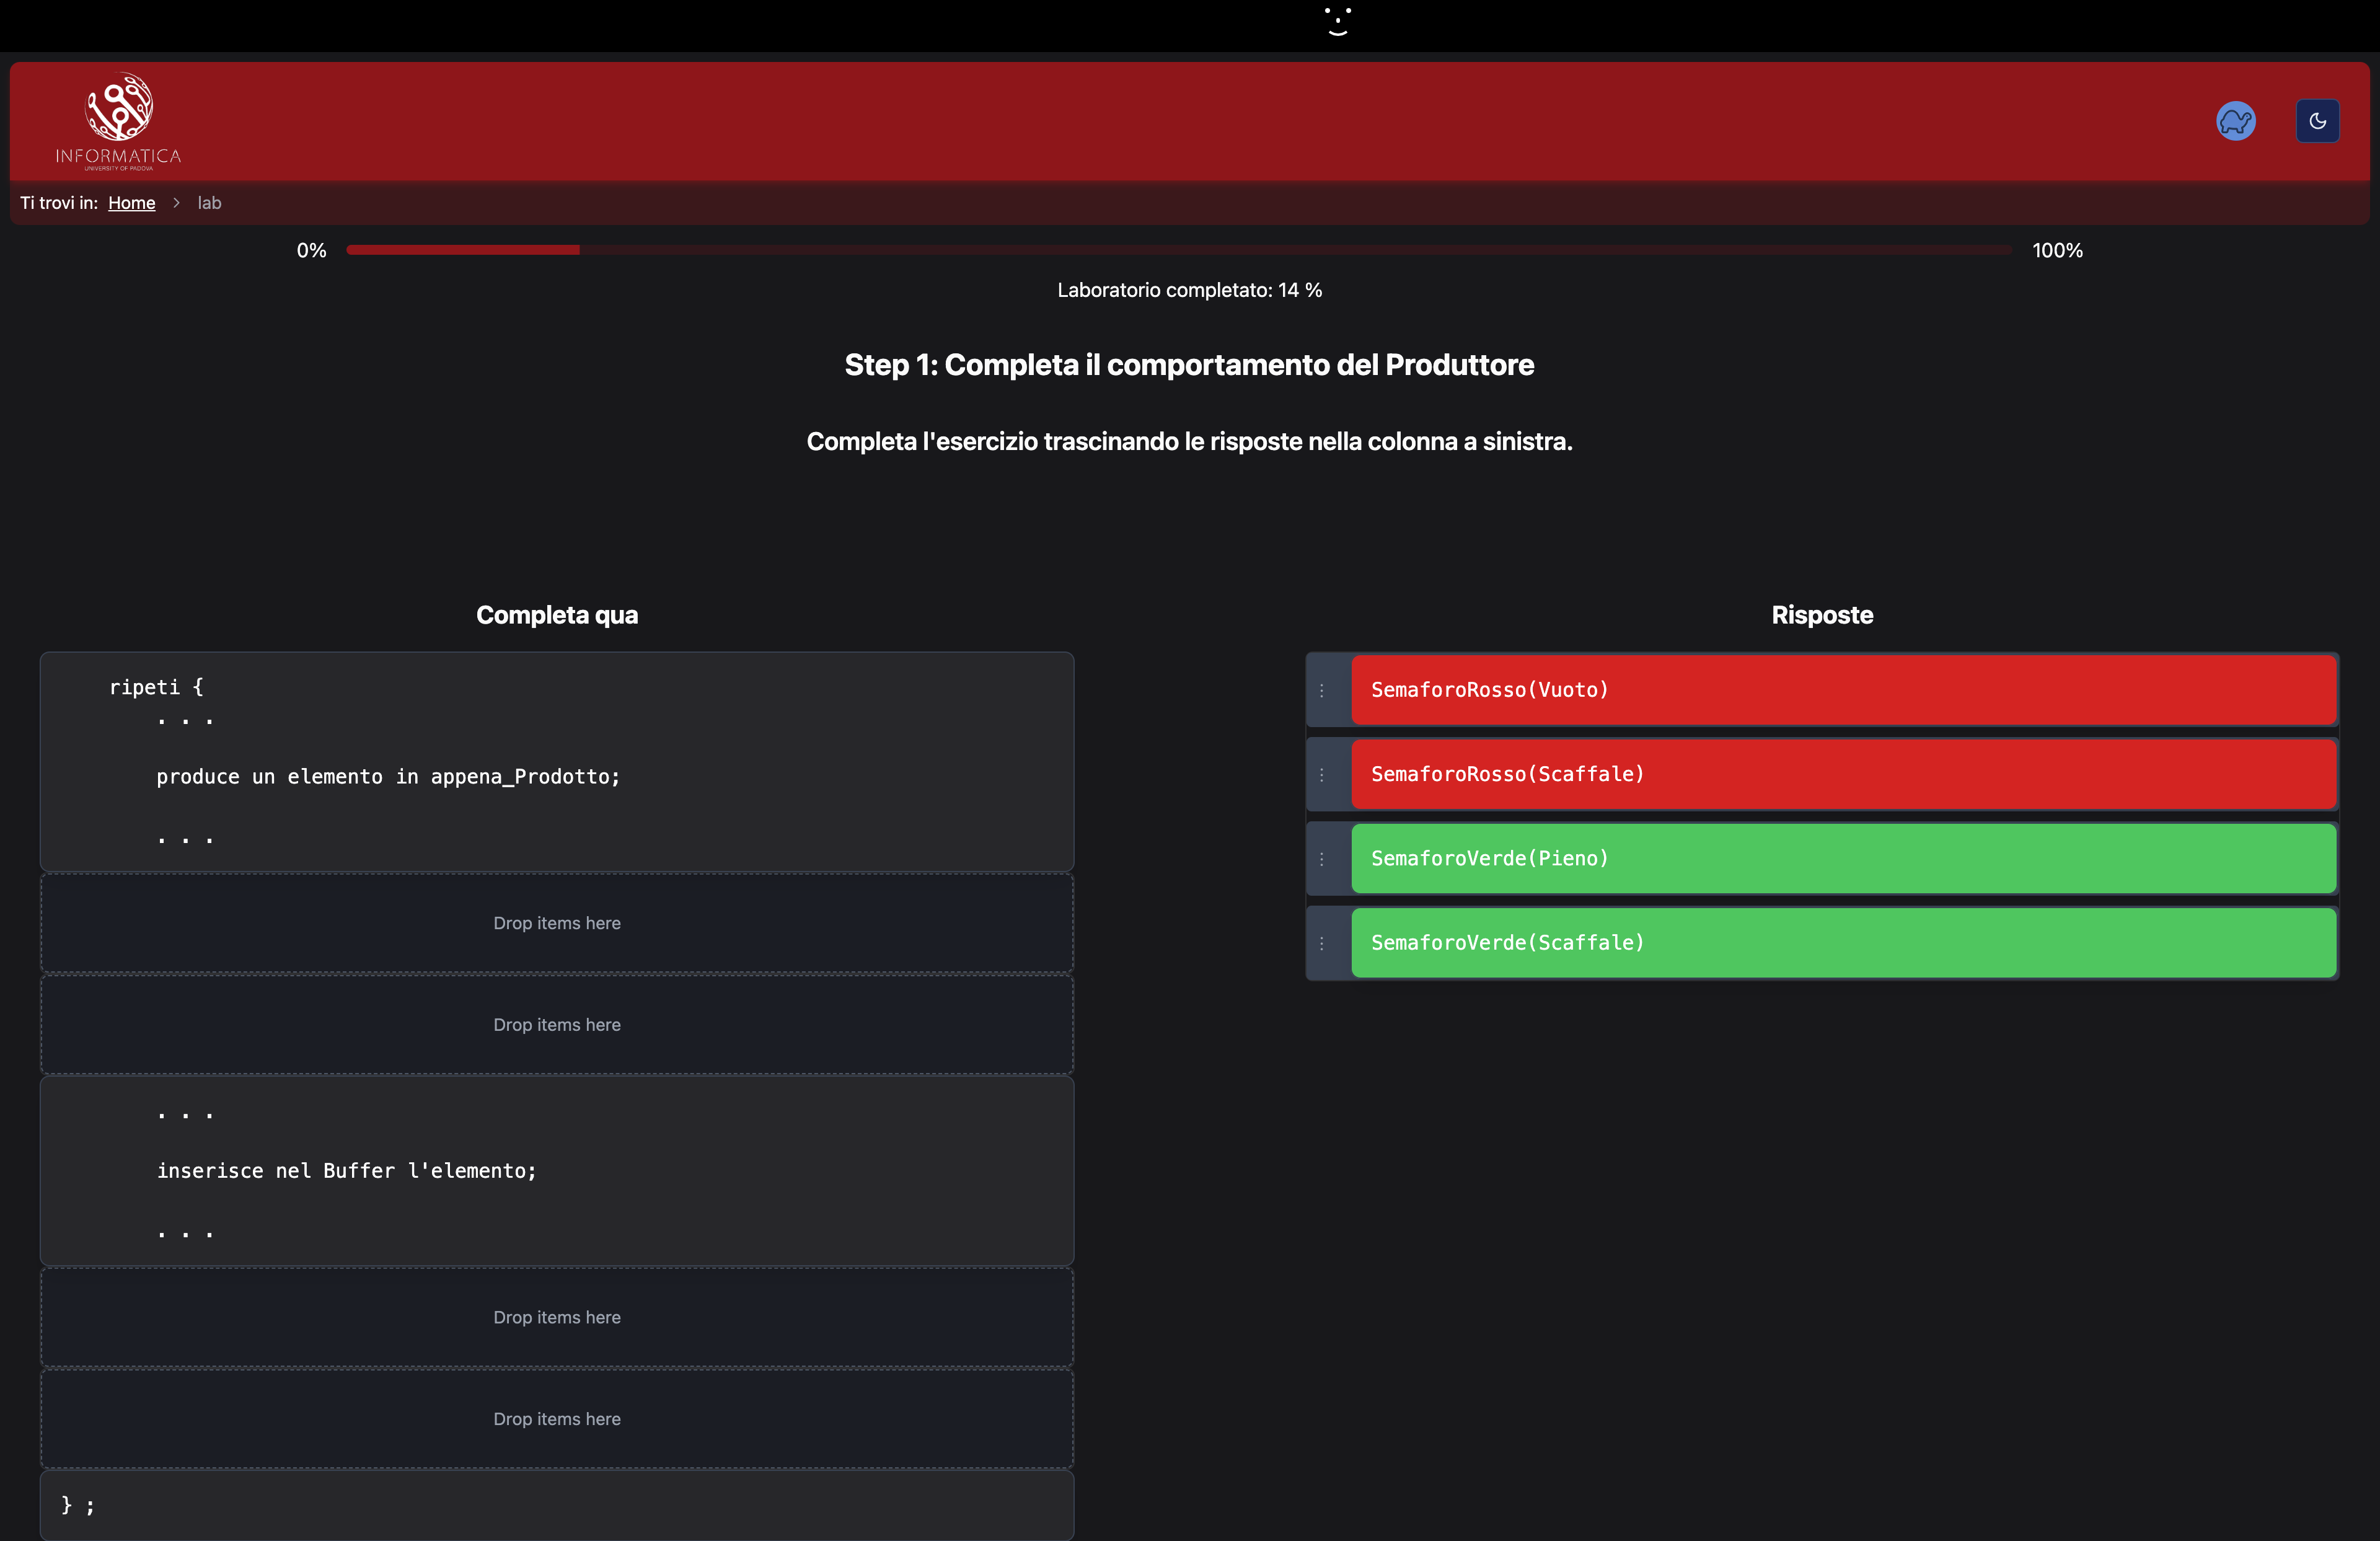 INFORMATICA
UNIVERSITY OF PADOVA
Ti trovi in: Home > lab
0% 100%
Laboratorio completato: 14 %
Step 1: Completa il comportamento del Produttore
Completa l'esercizio trascinando le risposte nella colonna a sinistra.
Completa qua
ripeti {
. . .
produce un elemento in appena_Prodotto;
. . .
Drop items here
Drop items here
. . .
inserisce nel Buffer l'elemento;
. . .
Drop items here
Drop items here
} ;
Risposte
SemaforoRosso(Vuoto)
SemaforoRosso(Scaffale)
SemaforoVerde(Pieno)
SemaforoVerde(Scaffale)